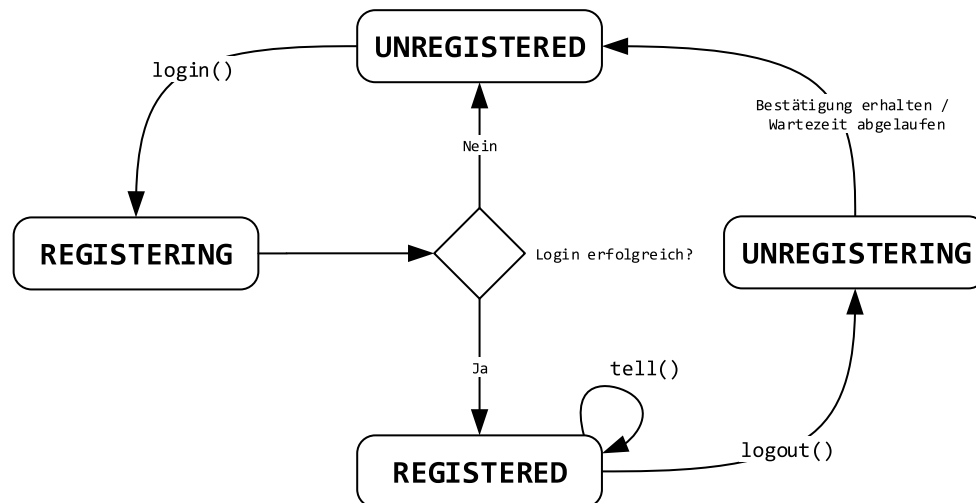 UNREGISTERED
login()
Bestätigung erhalten /
Wartezeit abgelaufen
Nein
REGISTERING
Login erfolgreich?
UNREGISTERING
Ja
tell()
logout()
REGISTERED